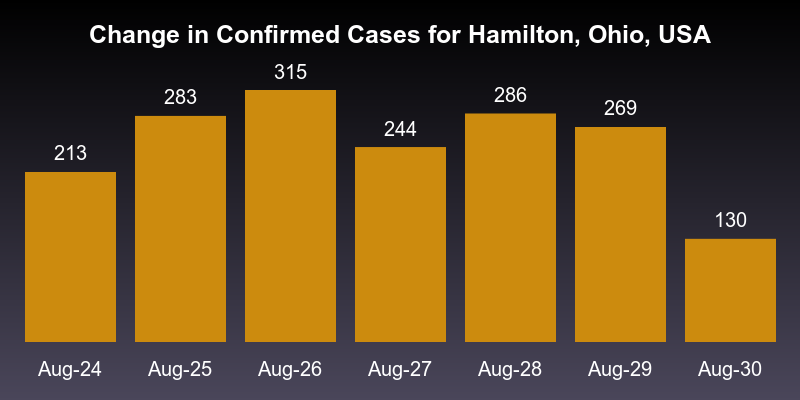 Change in Confirmed Cases for Hamilton, Ohio, USA
213
283
315
244
286
269
130
Aug-24
Aug-25
Aug-26
Aug-27
Aug-28
Aug-29
Aug-30